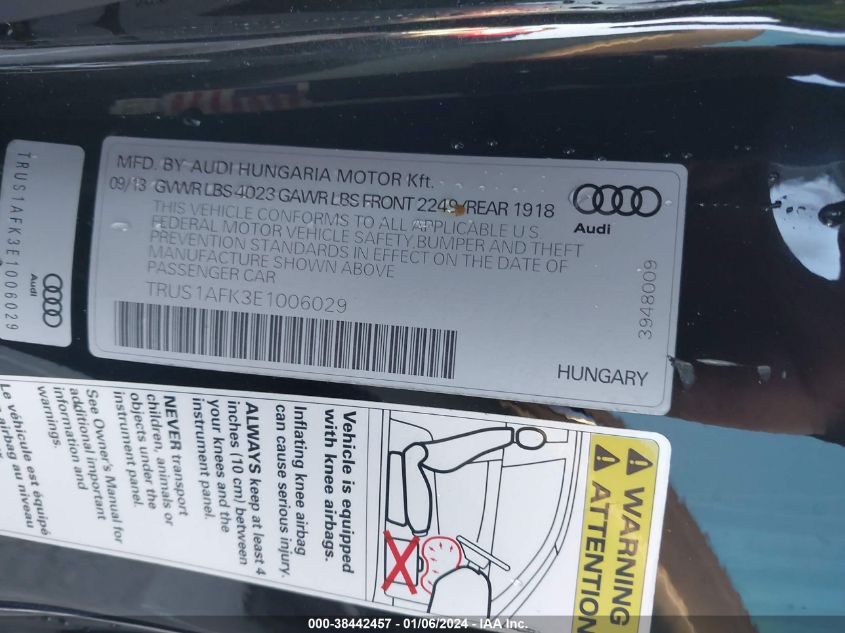 TRUS1AFK3E1006029
Audi
MFD. BY AUDI HUNGARIA MOTOR Kft.
09/13 GVWR LBS 4023 GAWR LBS FRONT 2249 REAR 1918
THIS VEHICLE CONFORMS TO ALL APPLICABLE U.S.
FEDERAL MOTOR VEHICLE SAFETY,BUMPER AND THEFT
PREVENTION STANDARDS IN EFFECT ON THE DATE OF
MANUFACTURE SHOWN ABOVE
PASSENGER CAR
TRUS1AFK3E1006029
Audi
3948009
HUNGARY
WARNING
ATTENTION
Vehicle is equipped
with knee airbags.
Inflating knee airbag
can cause serious injury.
ALWAYS keep at least 4
inches (10 cm) between
your knees and the
instrument panel.
NEVER transport
children, animals or
objects under the
instrument panel.
See Owner's Manual for
additional important
information and
warnings.
Le véhicule est équipé
airbag au niveau
000-38442457 - 01/06/2024 - IAA Inc.